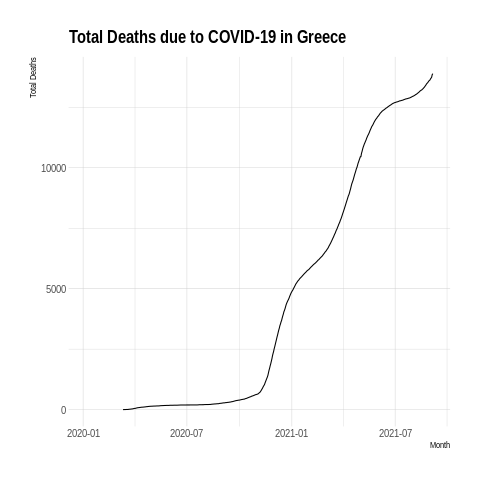 Total Deaths due to COVID-19 in Greece
Total Deaths
10000
5000
0
2020-01 2020-07 2021-01 2021-07
Month